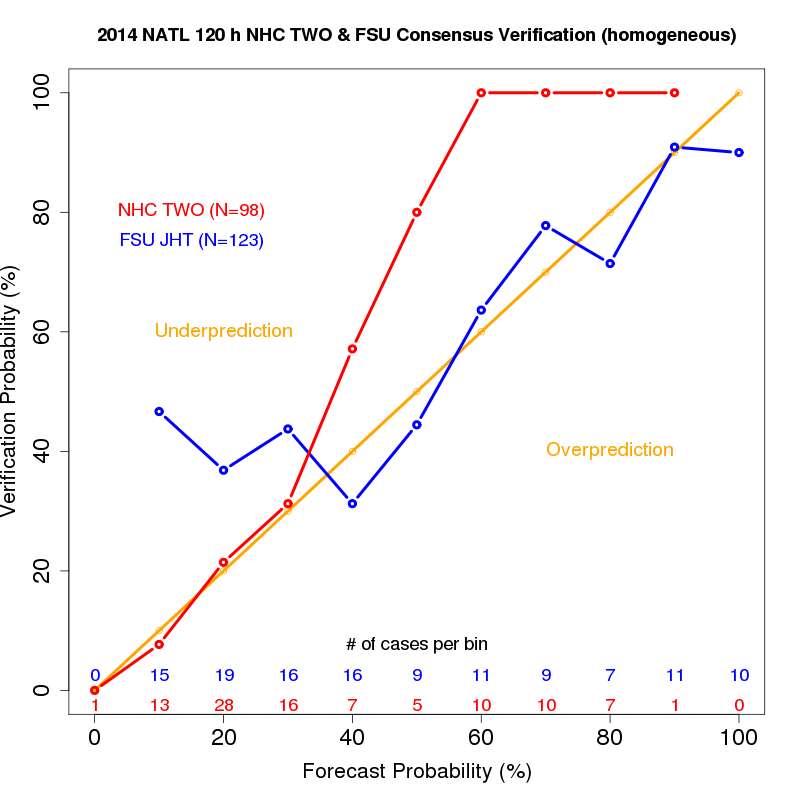 2014 NATL 120 h NHC TWO & FSU Consensus Verification (homogeneous)
100
NHC TWO (N=98)
80
FSU JHT (N=123)
Verification Probability (%)
Underprediction
60
Overprediction
40
20
# of cases per bin
0 15 19 16 16 9 11 9 7 11 10
0
1 13 28 16 7 5 10 10 7 1 0
0 20 40 60 80 100
Forecast Probability (%)